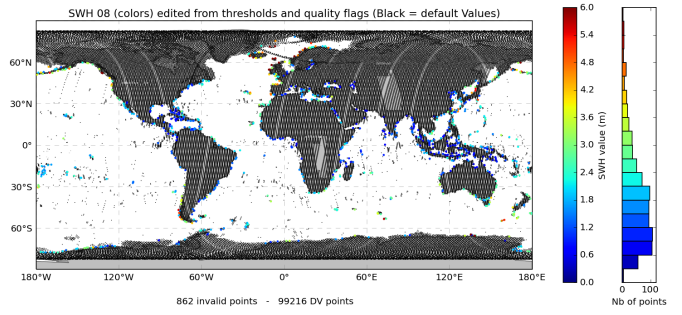 SWH 08 (colors) edited from thresholds and quality flags (Black = default Values)
60°N
30°N
0°
30°S
60°S
180°W
120°W
60°W
0°
60°E
120°E
180°E
862 invalid points - 99216 DV points
6.0
5.4
4.8
4.2
3.6
3.0
2.4
1.8
1.2
0.6
0.0
SWH value (m)
0
100
Nb of points